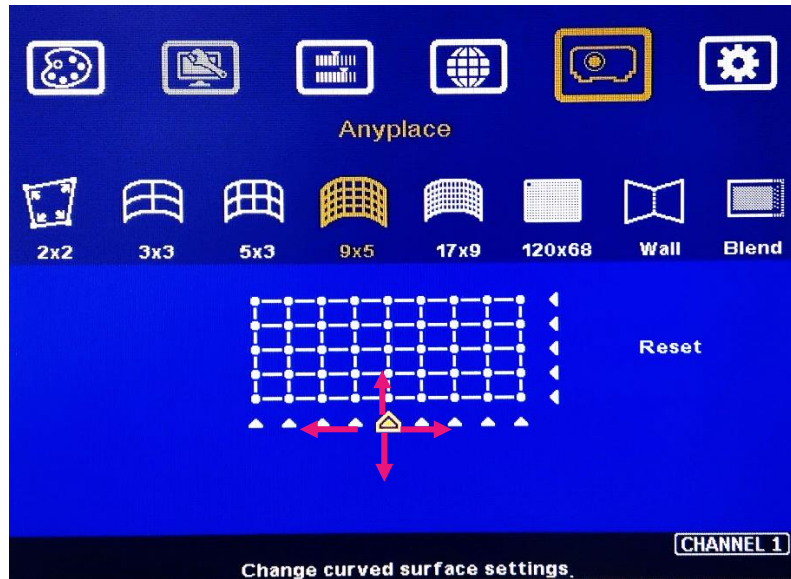 Anyplace
2x2 3x3 5x3 9x5 17x9 120x68 Wall Blend
Reset
CHANNEL 1
Change curved surface settings.